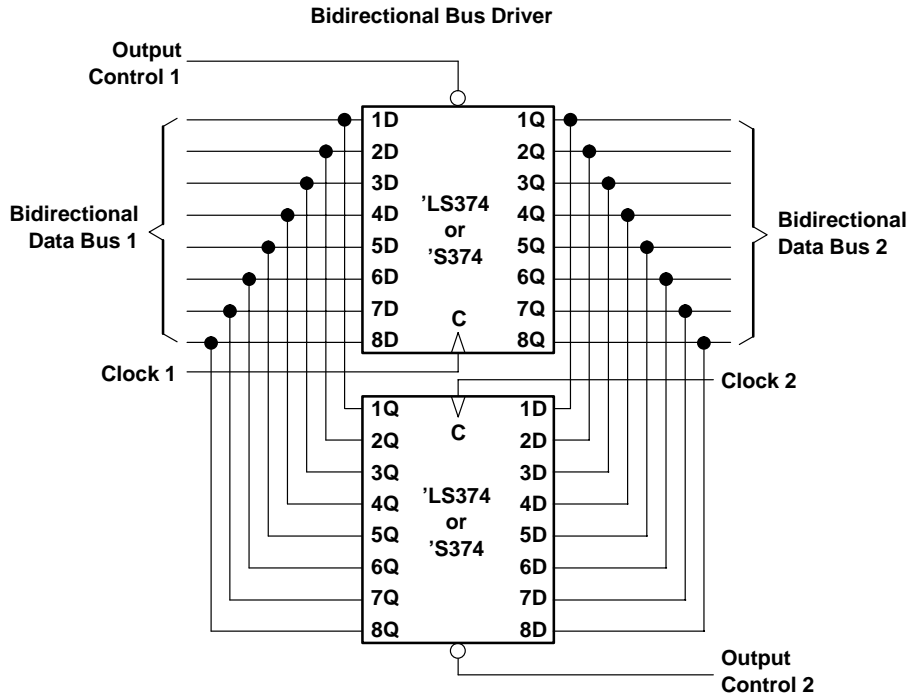 Bidirectional Bus Driver
Output
Control 1
1D 1Q
2D 2Q
3D 3Q
4D 4Q
5D 5Q
6D 6Q
7D 7Q
8D 8Q
’LS374
or
’S374
C
Bidirectional
Data Bus 1
Bidirectional
Data Bus 2
Clock 1
Clock 2
1Q 1D
2Q 2D
3Q 3D
4Q 4D
5Q 5D
6Q 6D
7Q 7D
8Q 8D
C
’LS374
or
’S374
Output
Control 2